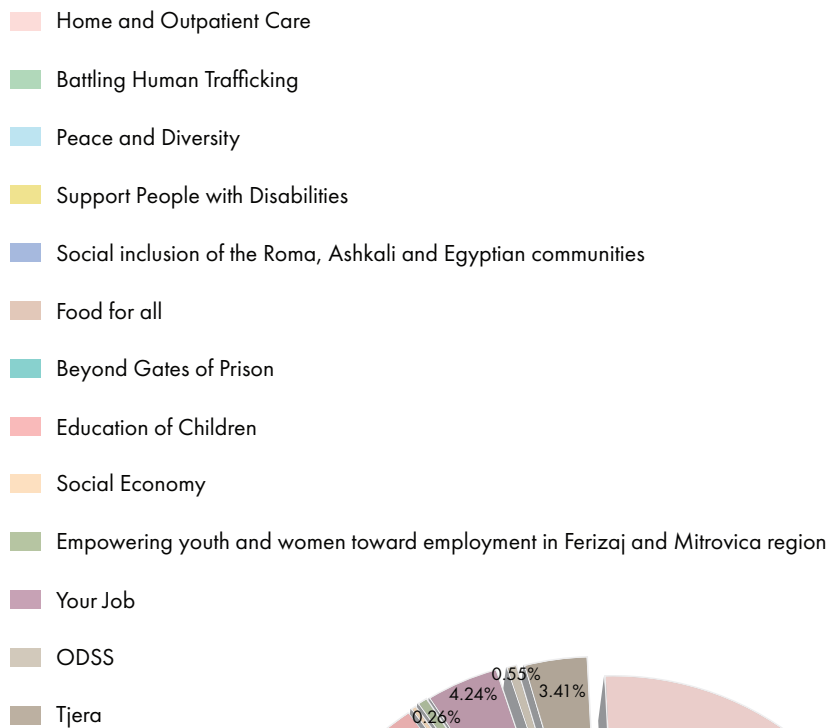 Home and Outpatient Care
Battling Human Trafficking
Peace and Diversity
Support People with Disabilities
Social inclusion of the Roma, Ashkali and Egyptian communities
Food for all
Beyond Gates of Prison
Education of Children
Social Economy
Empowering youth and women toward employment in Ferizaj and Mitrovica region
Your Job
ODSS
Tjera
0.55%
4.24%
3.41%
0.26%